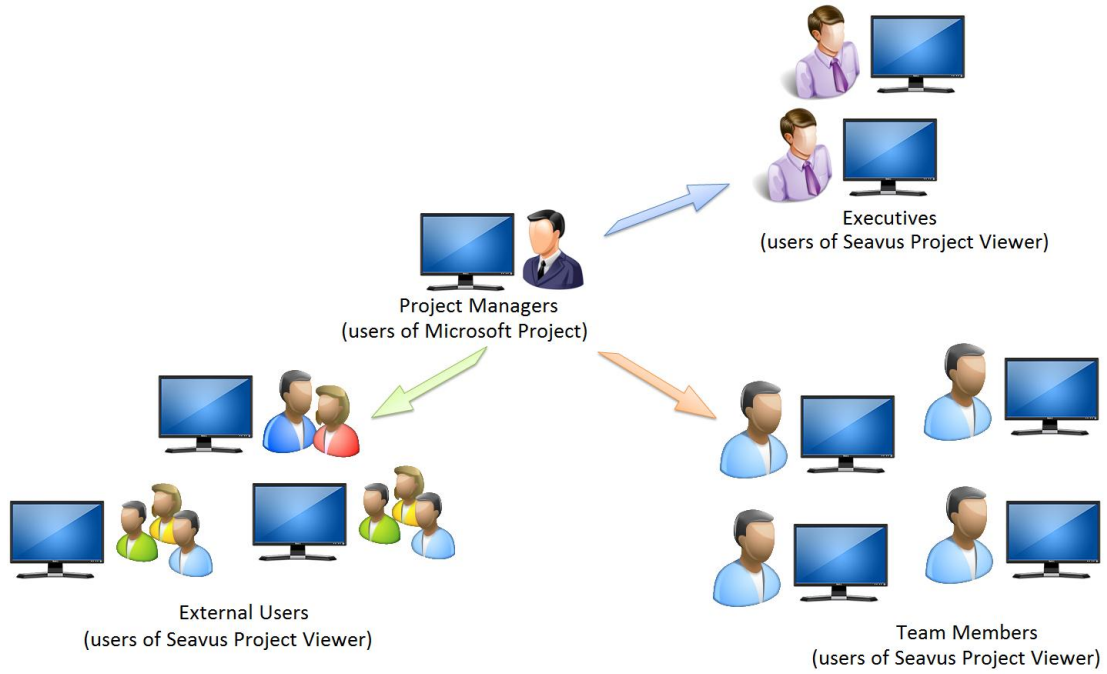 Executives
(users of Seavus Project Viewer)
Project Managers
(users of Microsoft Project)
External Users
(users of Seavus Project Viewer)
Team Members
(users of Seavus Project Viewer)